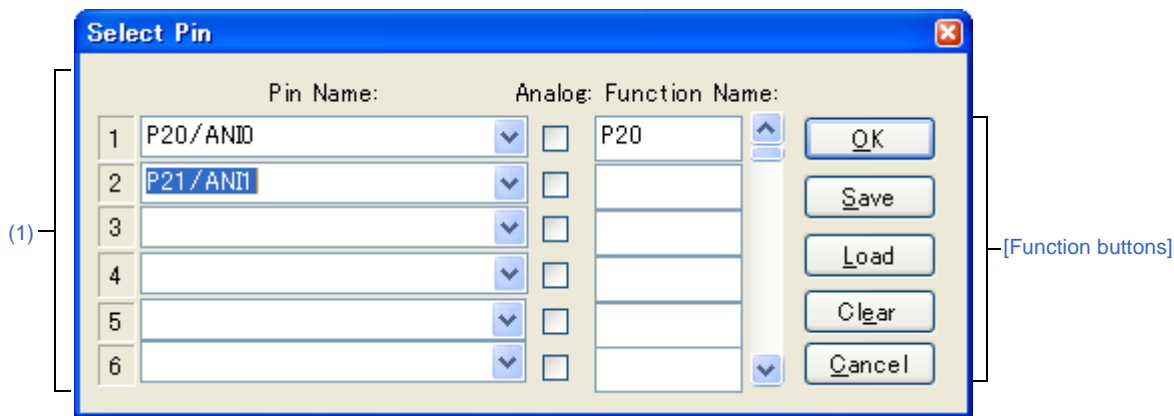 Select Pin
Pin Name: Analog: Function Name:
1 P20/ANI0 P20
2 P21/ANI1
3
4
5
6
OK
Save
Load
Clear
Cancel
(1)
[Function buttons]